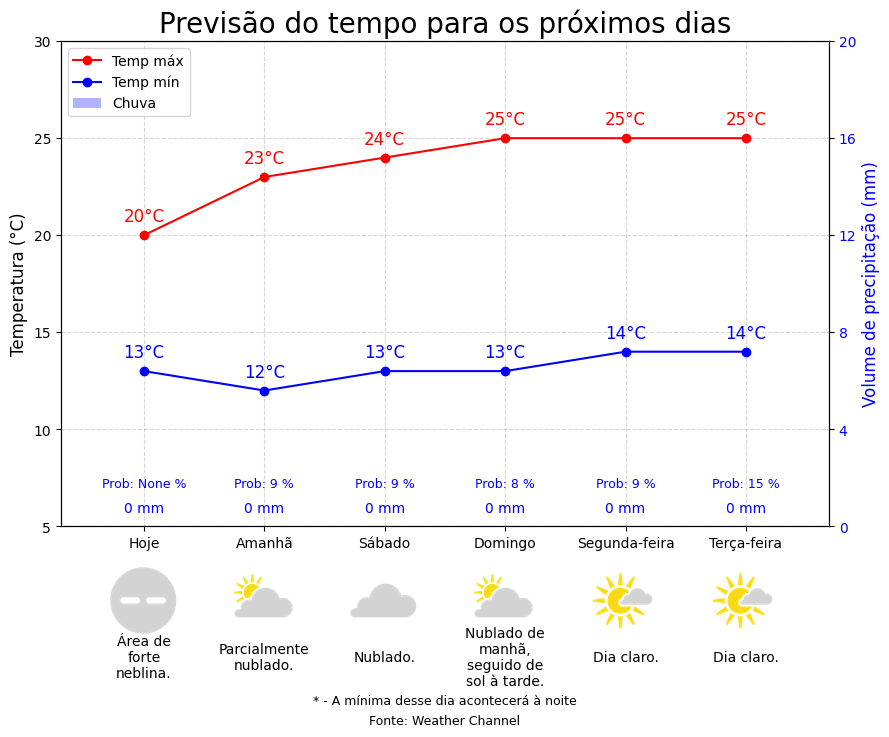 Previsão do tempo para os próximos dias
Temp máx
Temp mín
Chuva
Temperatura (°C)
30
25
20
15
10
5
Volume de precipitação (mm)
20
16
12
8
4
0
20°C
23°C
24°C
25°C
25°C
25°C
13°C
12°C
13°C
13°C
14°C
14°C
Prob: None %
Prob: 9 %
Prob: 9 %
Prob: 8 %
Prob: 9 %
Prob: 15 %
0 mm
0 mm
0 mm
0 mm
0 mm
0 mm
Hoje
Amanhã
Sábado
Domingo
Segunda-feira
Terça-feira
Área de
forte
neblina.
Parcialmente
nublado.
Nublado.
Nublado de
manhã,
seguido de
sol à tarde.
Dia claro.
Dia claro.
* - A mínima desse dia acontecerá à noite
Fonte: Weather Channel